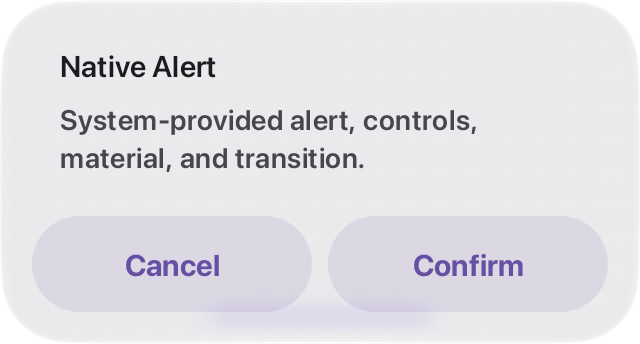 Native Alert
System-provided alert, controls,
material, and transition.
Cancel
Confirm